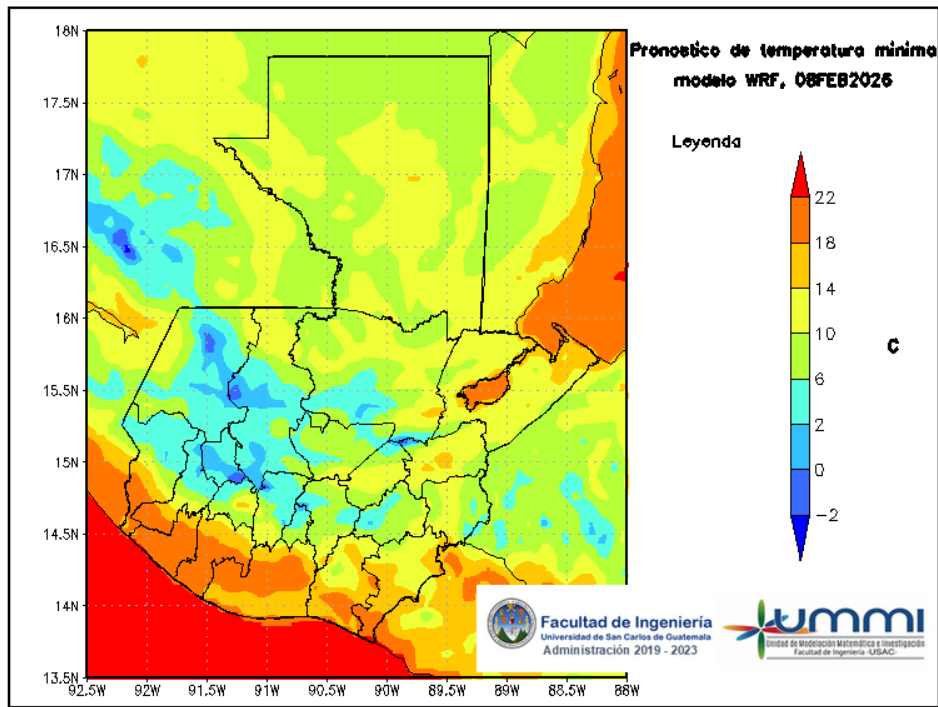 Pronostico de temperatura minima
modelo WRF, 08FEB2026
Leyenda
22
18
14
10
6
2
0
-2
C
18N
17.5N
17N
16.5N
16N
15.5N
15N
14.5N
14N
13.5N
92.5W 92W 91.5W 91W 90.5W 90W 89.5W 89W 88.5W 88W
Facultad de Ingeniería
Universidad de San Carlos de Guatemala
Administración 2019 - 2023
UMMI
Unidad de Modelación Matemática e Investigación
Facultad de Ingeniería -USAC-